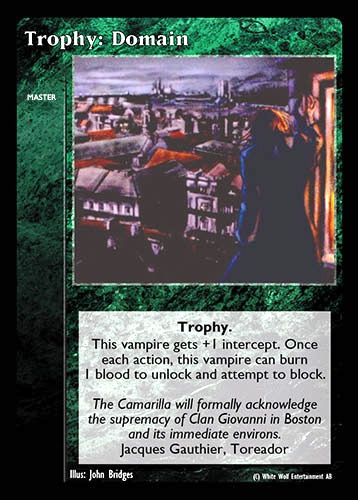 Trophy: Domain
MASTER
Trophy.
This vampire gets +1 intercept. Once
each action, this vampire can burn
1 blood to unlock and attempt to block.
The Camarilla will formally acknowledge
the supremacy of Clan Giovanni in Boston
and its immediate environs.
Jacques Gauthier, Toreador
Illus: John Bridges
(C) White Wolf Entertainment AB